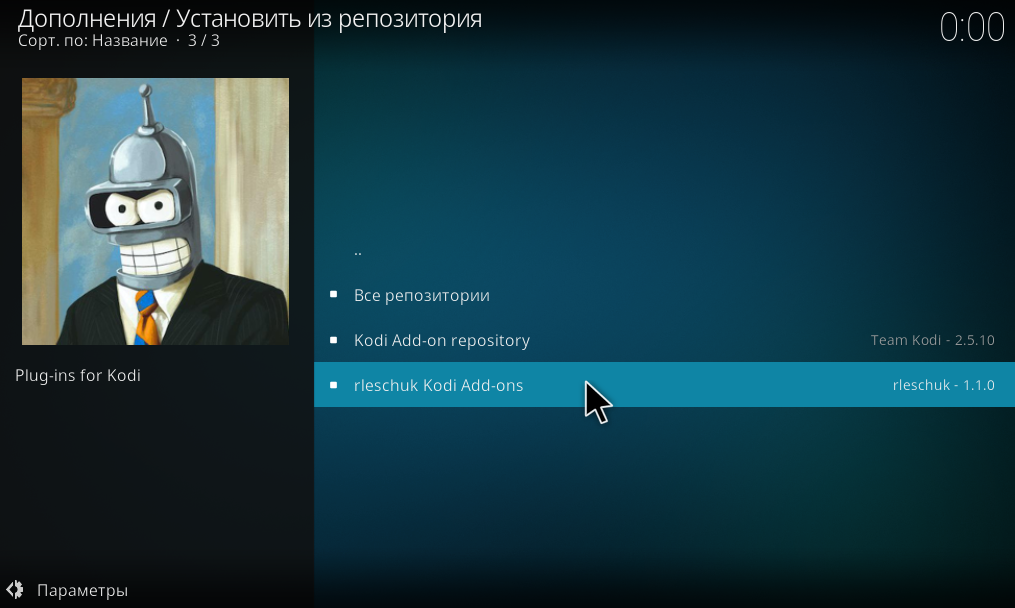 Дополнения / Установить из репозитория
Сорт. по: Название · 3 / 3
0:00
..
Все репозитории
Kodi Add-on repository Team Kodi - 2.5.10
rleschuk Kodi Add-ons rleschuk - 1.1.0
Plug-ins for Kodi
Параметры